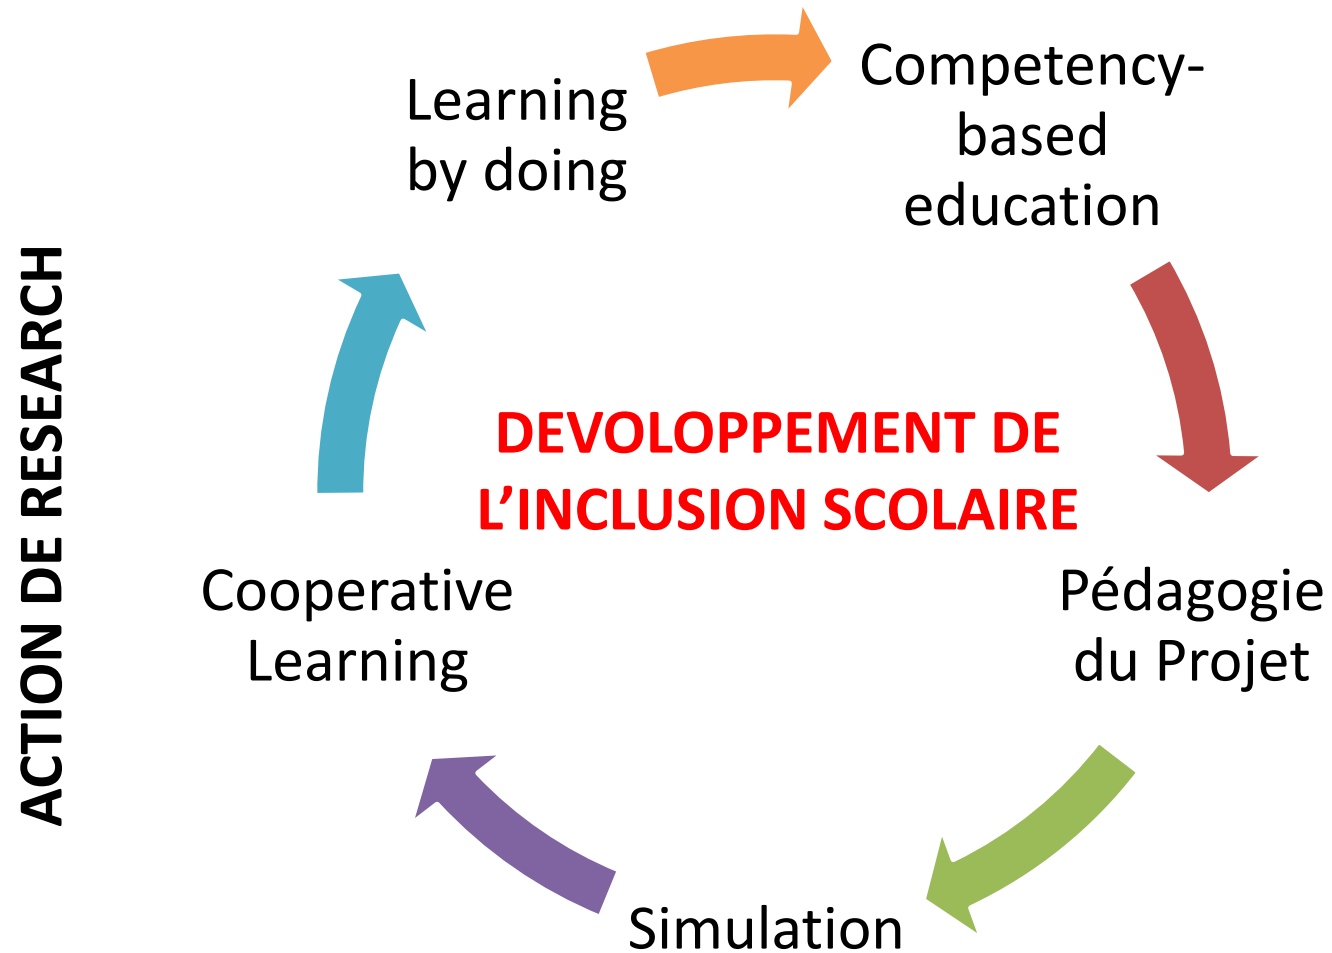 ACTION DE RESEARCH
Learning
by doing
Competency-
based
education
DEVOLOPPEMENT DE
L’INCLUSION SCOLAIRE
Cooperative
Learning
Pédagogie
du Projet
Simulation